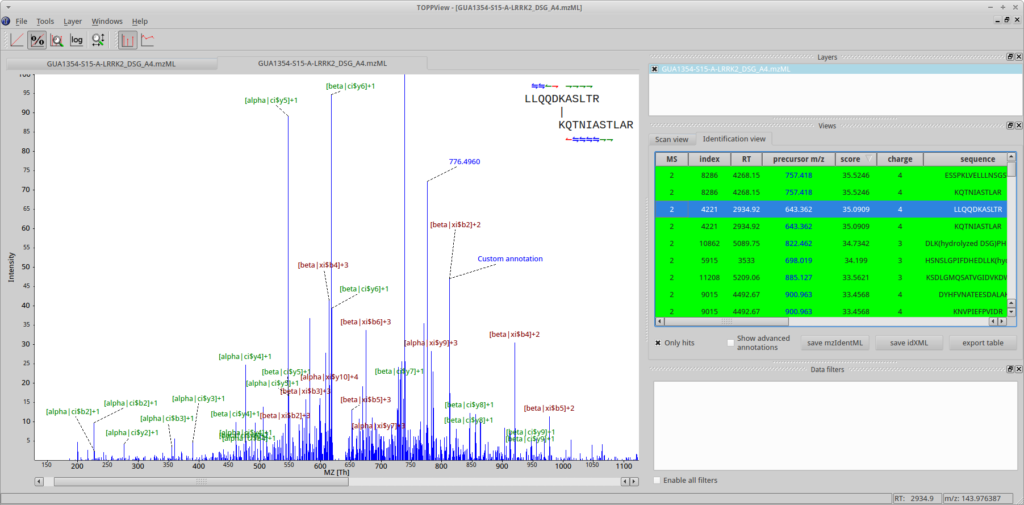 TOPPView - [GUA1354-S15-A-LRRK2_DSG_A4.mzML]
File Tools Layer Windows Help
% log
GUA1354-S15-A-LRRK2_DSG_A4.mzML
GUA1354-S15-A-LRRK2_DSG_A4.mzML
100
95
90
85
80
75
70
65
60
55
50
45
40
35
30
25
20
15
10
5
Intensity
[beta|ci$y6]+1
[alpha|ci$y5]+1
LLQQDKASLTR
KQTNIASTLAR
776.4960
[beta|xi$b2]+2
Custom annotation
[beta|xi$b4]+3
[beta|ci$y6]+1
[beta|xi$b6]+3
[beta|xi$b4]+2
[alpha|xi$y9]+3
[alpha|ci$y4]+1
[beta|ci$y5]+1
[alpha|xi$y10]+4
[beta|ci$y7]+1
[alpha|ci$y5]+1
[beta|xi$b3]+3
[alpha|ci$y3]+1
[alpha|ci$b2]+1
[alpha|ci$b2]+1
[beta|xi$b5]+3
[beta|ci$y8]+1
[beta|xi$b5]+2
[alpha|ci$b3]+1
[beta|ci$y4]+1
[beta|xi$b2]+3
[beta|ci$y8]+1
[alpha|xi$y7]+3
[alpha|ci$y2]+1
[beta|ci$y9]+1
[beta|ci$y9]+1
150 200 250 300 350 400 450 500 550 600 650 700 750 800 850 900 950 1000 1050 1100
MZ [Th]
Layers
GUA1354-S15-A-LRRK2_DSG_A4.mzML
Views
Scan view Identification view
MS index RT precursor m/z score charge sequence
2 8286 4268.15 757.418 35.5246 4 ESSPKLVELLLNSGS
2 8286 4268.15 757.418 35.5246 4 KQTNIASTLAR
2 4221 2934.92 643.362 35.0909 4 LLQQDKASLTR
2 4221 2934.92 643.362 35.0909 4 KQTNIASTLAR
2 10862 5089.75 822.462 34.7342 3 DLK(hydrolyzed DSG)PH
2 5915 3533 698.019 34.199 3 HSNSLGPIFDHEDLLK(hy
2 11208 5209.06 885.127 33.5621 3 KSDLGMQSATVGIDVKDW
2 9015 4492.67 900.963 33.4568 4 DYHFVNATEESDALA
2 9015 4492.67 900.963 33.4568 4 KNVPIEFPVIDR
Only hits Show advanced annotations save mzIdentML save idXML export table
Data filters
Enable all filters
RT: 2934.9 m/z: 143.976387